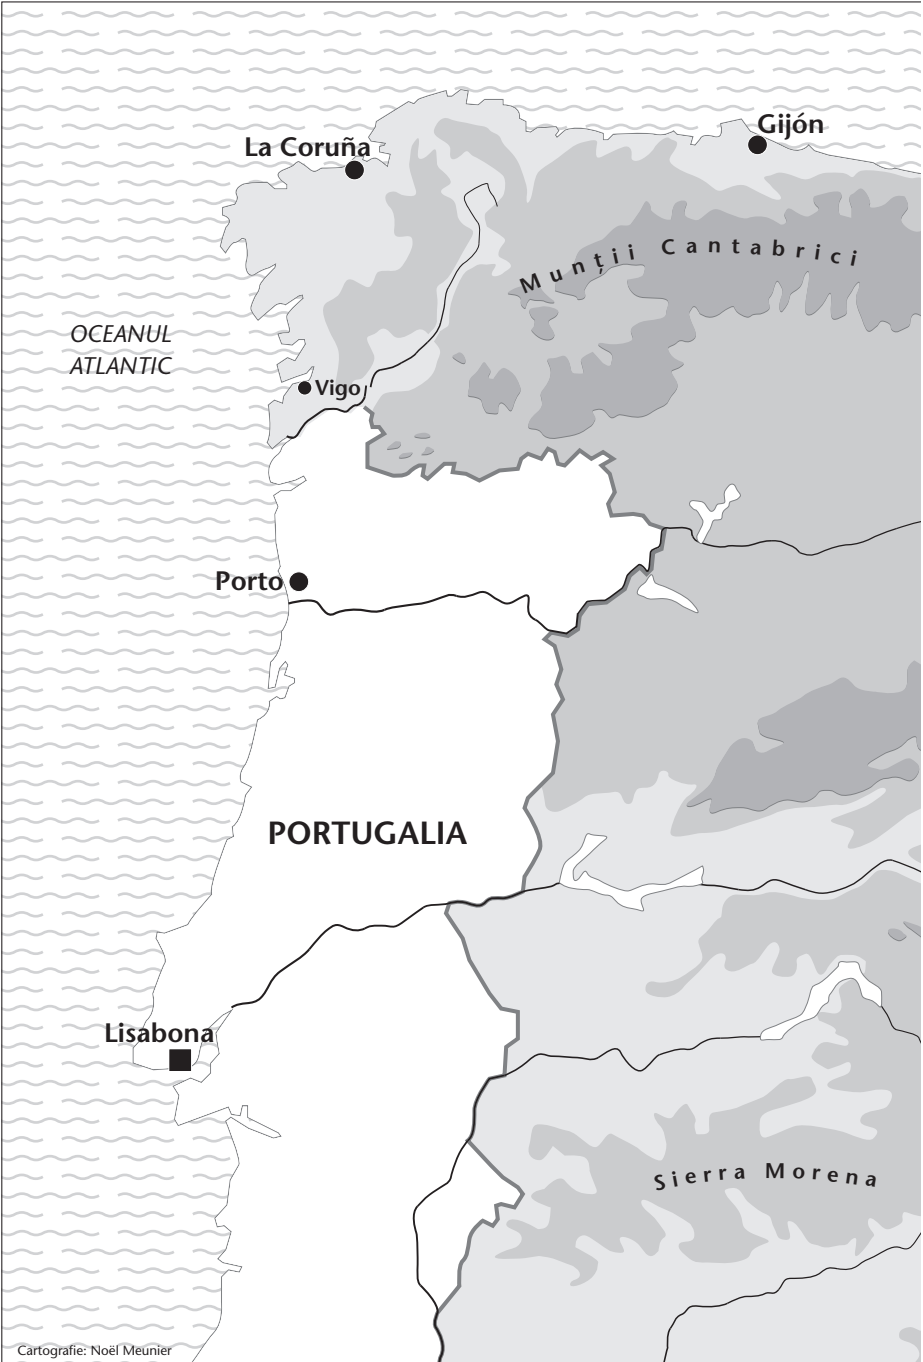 Gijón
La Coruña
Munții Cantabrici
OCEANUL
ATLANTIC
Vigo
Porto
PORTUGALIA
Lisabona
Sierra Morena
Cartografie: Noël Meunier